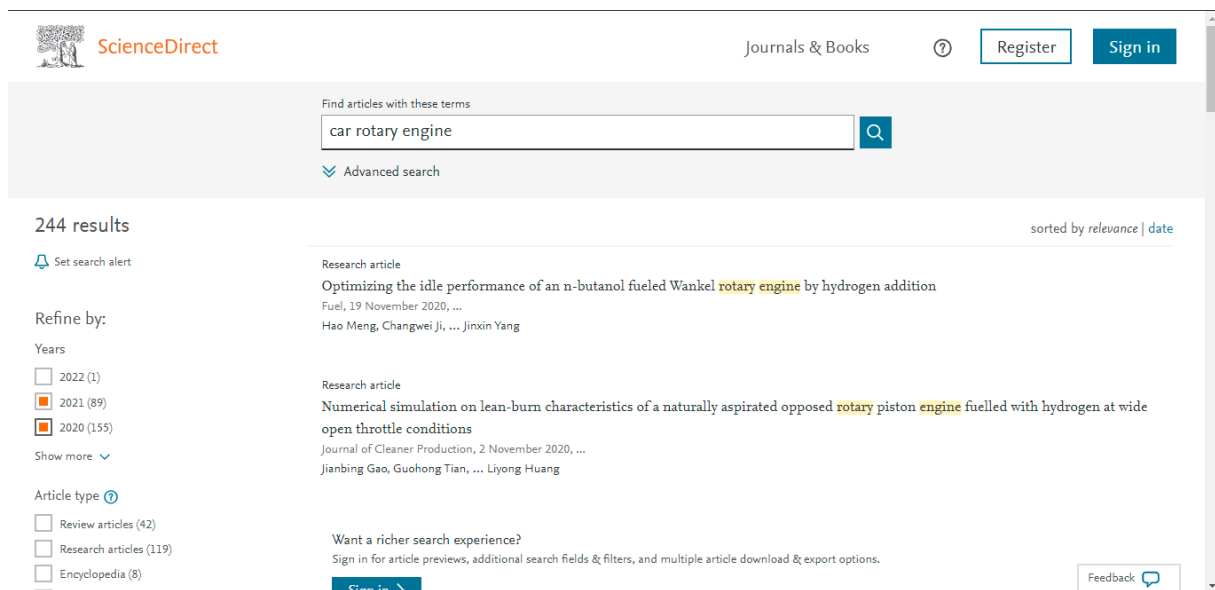 ScienceDirect
Journals & Books
?
Register
Sign in
Find articles with these terms
car rotary engine
Advanced search
244 results
sorted by relevance | date
Set search alert
Refine by:
Years
2022 (1)
2021 (89)
2020 (155)
Show more
Article type ?
Review articles (42)
Research articles (119)
Encyclopedia (8)
Research article
Optimizing the idle performance of an n-butanol fueled Wankel rotary engine by hydrogen addition
Fuel, 19 November 2020, ...
Hao Meng, Changwei Ji, ... Jinxin Yang
Research article
Numerical simulation on lean-burn characteristics of a naturally aspirated opposed rotary piston engine fuelled with hydrogen at wide
open throttle conditions
Journal of Cleaner Production, 2 November 2020, ...
Jianbing Gao, Guohong Tian, ... Liyong Huang
Want a richer search experience?
Sign in for article previews, additional search fields & filters, and multiple article download & export options.
Sign in
Feedback